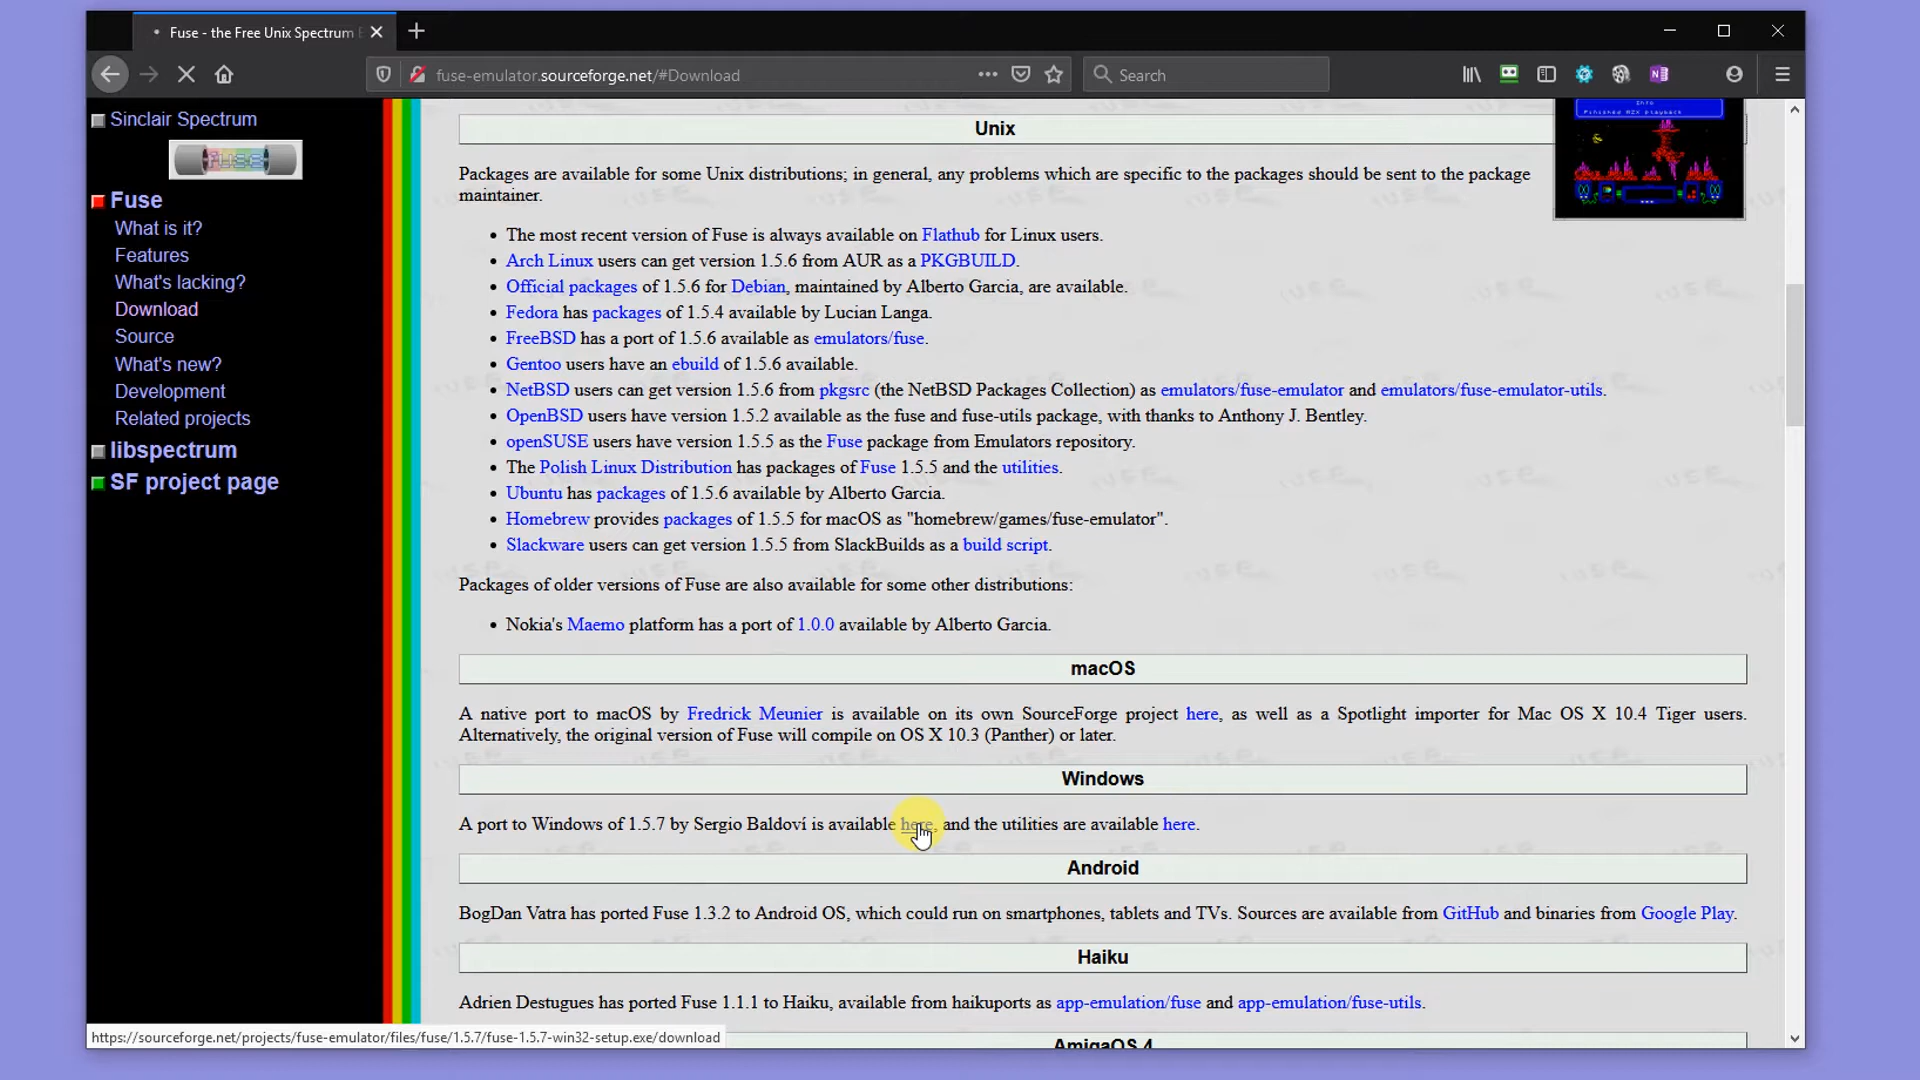 Fuse - the Free Unix Spectrum
fuse-emulator.sourceforge.net/#Download
Search
Sinclair Spectrum
Fuse
What is it?
Features
What's lacking?
Download
Source
What's new?
Development
Related projects
libspectrum
SF project page
Info
Finished RZX playback
Unix
Packages are available for some Unix distributions; in general, any problems which are specific to the packages should be sent to the package
maintainer.
• The most recent version of Fuse is always available on Flathub for Linux users.
• Arch Linux users can get version 1.5.6 from AUR as a PKGBUILD.
• Official packages of 1.5.6 for Debian, maintained by Alberto Garcia, are available.
• Fedora has packages of 1.5.4 available by Lucian Langa.
• FreeBSD has a port of 1.5.6 available as emulators/fuse.
• Gentoo users have an ebuild of 1.5.6 available.
• NetBSD users can get version 1.5.6 from pkgsrc (the NetBSD Packages Collection) as emulators/fuse-emulator and emulators/fuse-emulator-utils.
• OpenBSD users have version 1.5.2 available as the fuse and fuse-utils package, with thanks to Anthony J. Bentley.
• openSUSE users have version 1.5.5 as the Fuse package from Emulators repository.
• The Polish Linux Distribution has packages of Fuse 1.5.5 and the utilities.
• Ubuntu has packages of 1.5.6 available by Alberto Garcia.
• Homebrew provides packages of 1.5.5 for macOS as "homebrew/games/fuse-emulator".
• Slackware users can get version 1.5.5 from SlackBuilds as a build script.
Packages of older versions of Fuse are also available for some other distributions:
• Nokia's Maemo platform has a port of 1.0.0 available by Alberto Garcia.
macOS
A native port to macOS by Fredrick Meunier is available on its own SourceForge project here, as well as a Spotlight importer for Mac OS X 10.4 Tiger users.
Alternatively, the original version of Fuse will compile on OS X 10.3 (Panther) or later.
Windows
A port to Windows of 1.5.7 by Sergio Baldoví is available here, and the utilities are available here.
Android
BogDan Vatra has ported Fuse 1.3.2 to Android OS, which could run on smartphones, tablets and TVs. Sources are available from GitHub and binaries from Google Play.
Haiku
Adrien Destugues has ported Fuse 1.1.1 to Haiku, available from haikuports as app-emulation/fuse and app-emulation/fuse-utils.
AmigaOS 4
https://sourceforge.net/projects/fuse-emulator/files/fuse/1.5.7/fuse-1.5.7-win32-setup.exe/download